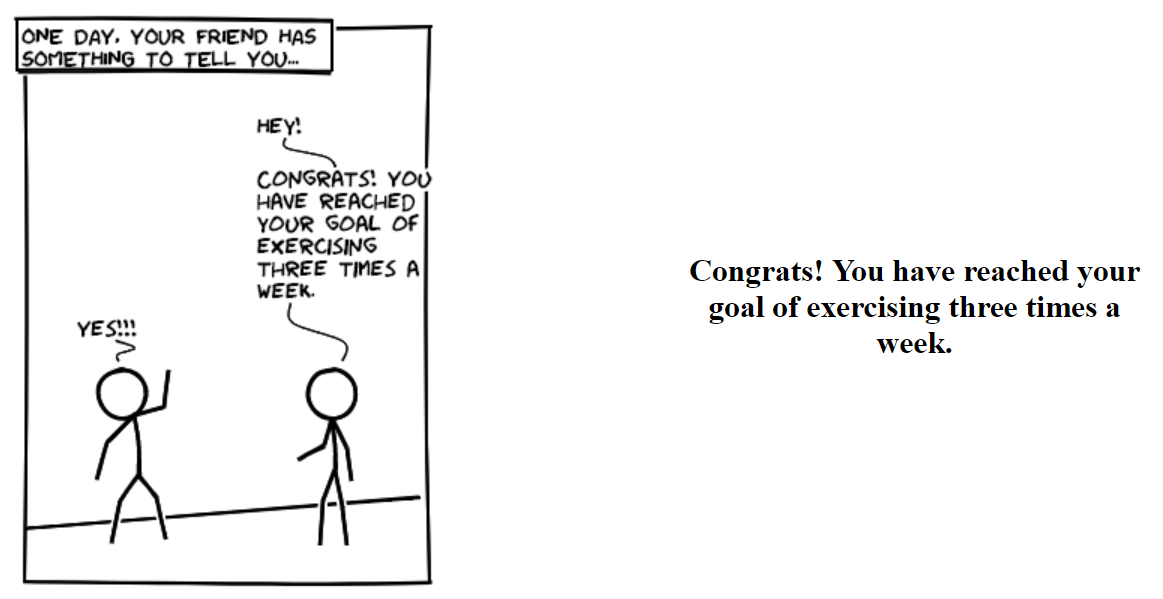 ONE DAY, YOUR FRIEND HAS
SOMETHING TO TELL YOU...
HEY!
CONGRATS! YOU
HAVE REACHED
YOUR GOAL OF
EXERCISING
THREE TIMES A
WEEK.
YES!!!
Congrats! You have reached your
goal of exercising three times a
week.